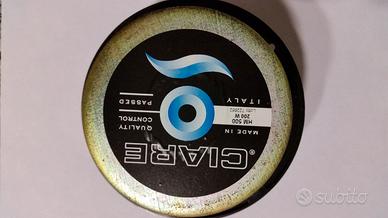 CIARE®
MADE IN
ITALY
HM 500
200 W
QUALITY
CONTROL
PASSED
subito